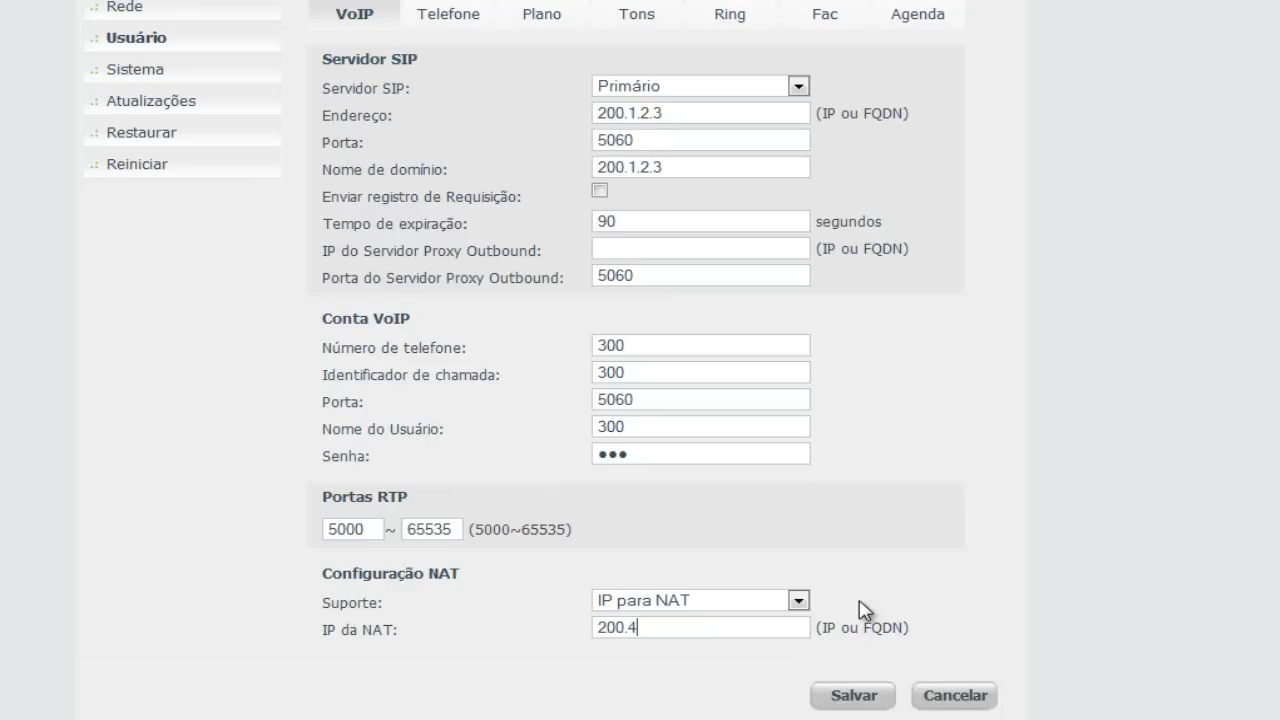 Rede
Usuário
Sistema
Atualizações
Restaurar
Reiniciar
VoIP Telefone Plano Tons Ring Fac Agenda
Servidor SIP
Servidor SIP: Primário
Endereço: 200.1.2.3 (IP ou FQDN)
Porta: 5060
Nome de domínio: 200.1.2.3
Enviar registro de Requisição:
Tempo de expiração: 90 segundos
IP do Servidor Proxy Outbound: (IP ou FQDN)
Porta do Servidor Proxy Outbound: 5060
Conta VoIP
Número de telefone: 300
Identificador de chamada: 300
Porta: 5060
Nome do Usuário: 300
Senha: •••
Portas RTP
5000 ~ 65535 (5000~65535)
Configuração NAT
Suporte: IP para NAT
IP da NAT: 200.4 (IP ou FQDN)
Salvar Cancelar